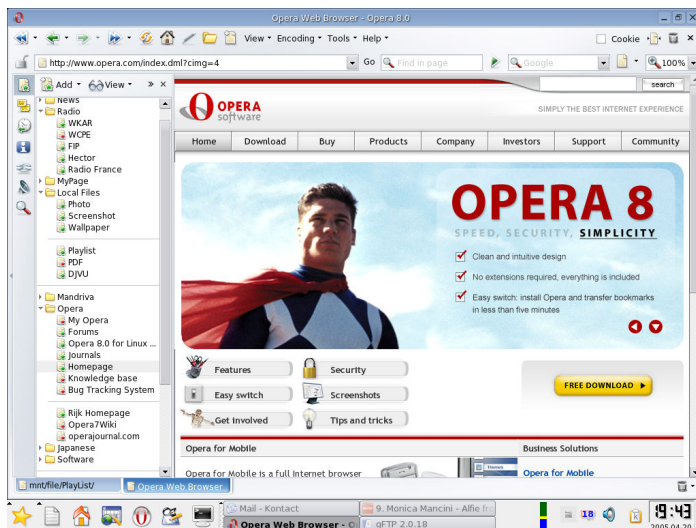 Opera Web Browser - Opera 8.0
View Encoding Tools Help
Cookie
http://www.opera.com/index.dml?cimg=4
Go
Find in page
Google
100%
Add View
»
News
Radio
WKAR
WCPE
FIP
Hector
Radio France
MyPage
Local Files
Photo
Screenshot
Wallpaper
Playlist
PDF
DJVU
Mandriva
Opera
My Opera
Forums
Opera 8.0 for Linux ...
Journals
Homepage
Knowledge base
Bug Tracking System
Rijk Homepage
Opera7Wiki
operajournal.com
Japanese
Software
search
OPERA
software
SIMPLY THE BEST INTERNET EXPERIENCE
Home Download Buy Products Company Investors Support Community
OPERA 8
SPEED, SECURITY, SIMPLICITY
Clean and intuitive design
No extensions required, everything is included
Easy switch: install Opera and transfer bookmarks
in less than five minutes
Features
Security
Easy switch
Screenshots
Get involved
Tips and tricks
FREE DOWNLOAD
Opera for Mobile
Business Solutions
Opera for Mobile is a full Internet browser
Opera for Mobile
mnt/file/PlayList/
Opera Web Browser
Mail - Kontact
9. Monica Mancini - Alfie fr
Opera Web Browser - O
gFTP 2.0.18
18
19:43
2005.04.20